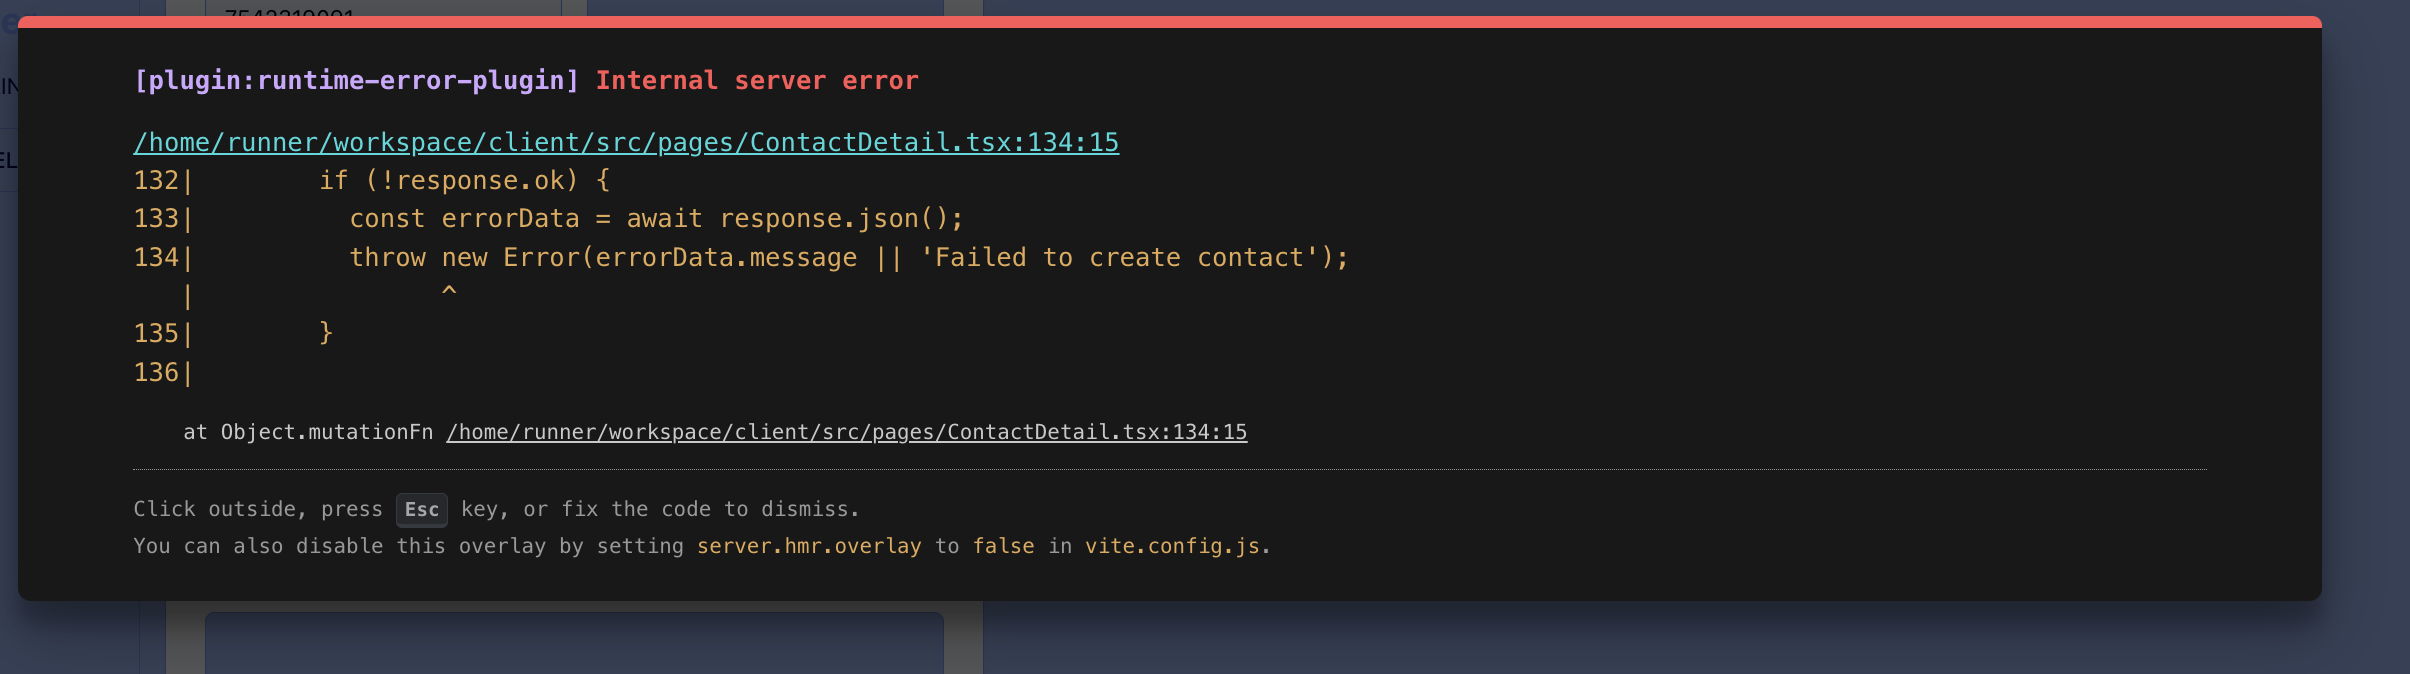 [plugin:runtime-error-plugin] Internal server error
/home/runner/workspace/client/src/pages/ContactDetail.tsx:134:15
132|        if (!response.ok) {
133|          const errorData = await response.json();
134|          throw new Error(errorData.message || 'Failed to create contact');
   |                ^
135|        }
136|
    at Object.mutationFn /home/runner/workspace/client/src/pages/ContactDetail.tsx:134:15
Click outside, press Esc key, or fix the code to dismiss.
You can also disable this overlay by setting server.hmr.overlay to false in vite.config.js.